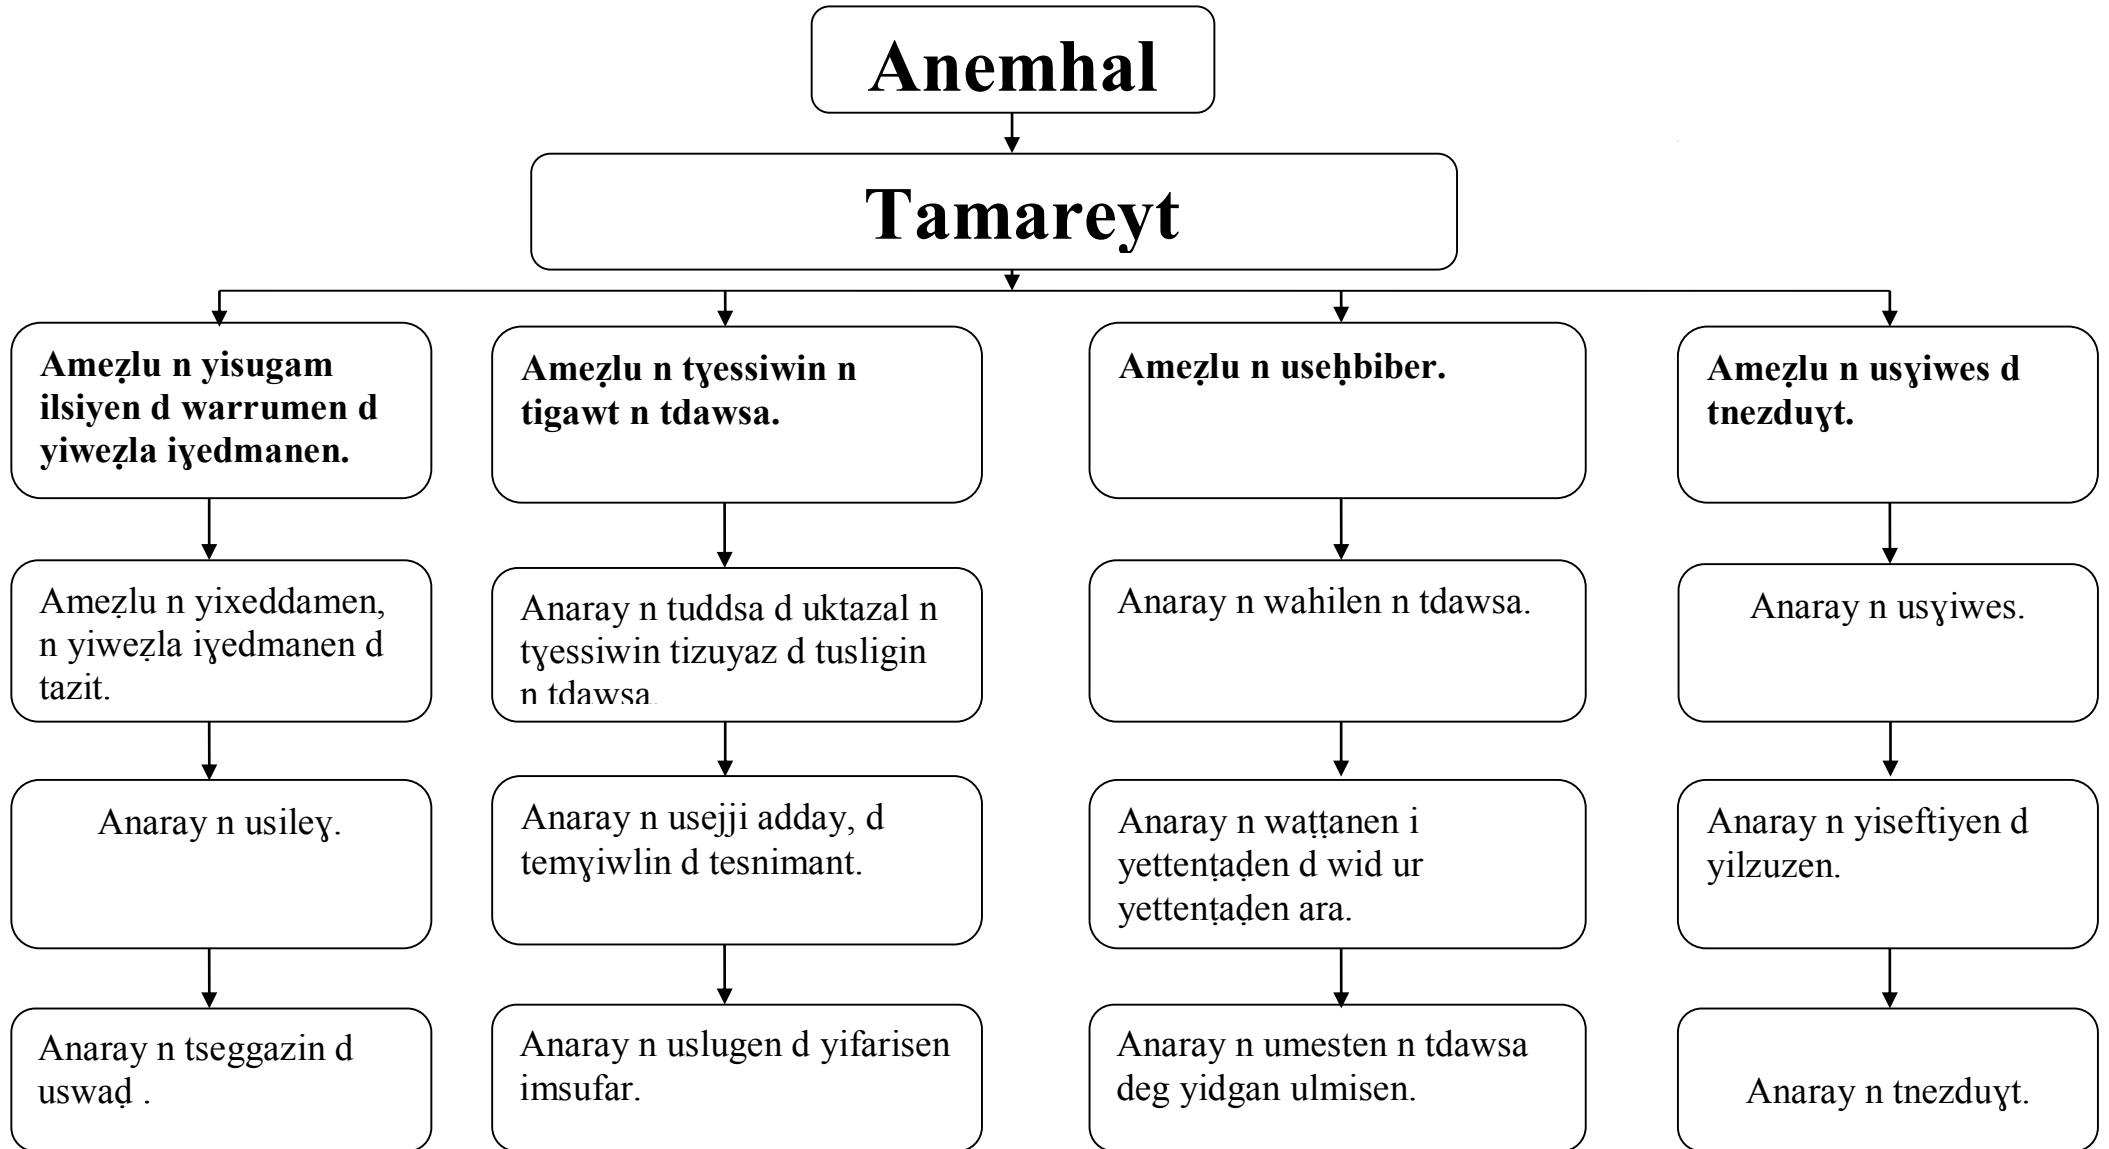 Anemhal
Tamareyt
Ameẓlu n yisugam
ilsiyen d warrumen d
yiweẓla iɣedmanen.
Ameẓlu n tɣessiwin n
tigawt n tdawsa.
Ameẓlu n useḥbiber.
Ameẓlu n usɣiwes d
tnezduɣt.
Ameẓlu n yixeddamen,
n yiweẓla iɣedmanen d
tazit.
Anaray n tuddsa d uktazal n
tɣessiwin tizuyaz d tusligin
n tdawsa.
Anaray n wahilen n tdawsa.
Anaray n usɣiwes.
Anaray n usileɣ.
Anaray n usejji adday, d
temɣiwlin d tesnimant.
Anaray n waṭṭanen i
yettenṭaḍen d wid ur
yettenṭaḍen ara.
Anaray n yiseftiyen d
yilzuzen.
Anaray n tseggazin d
uswaḍ .
Anaray n uslugen d yifarisen
imsufar.
Anaray n umesten n tdawsa
deg yidgan ulmisen.
Anaray n tnezduɣt.